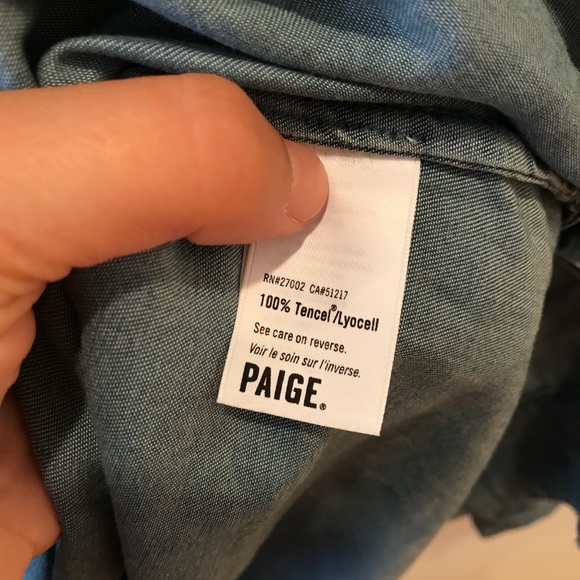 RN#27002 CA#51217
100% Tencel®/Lyocell
See care on reverse.
Voir le soin sur l'inverse.
PAIGE®